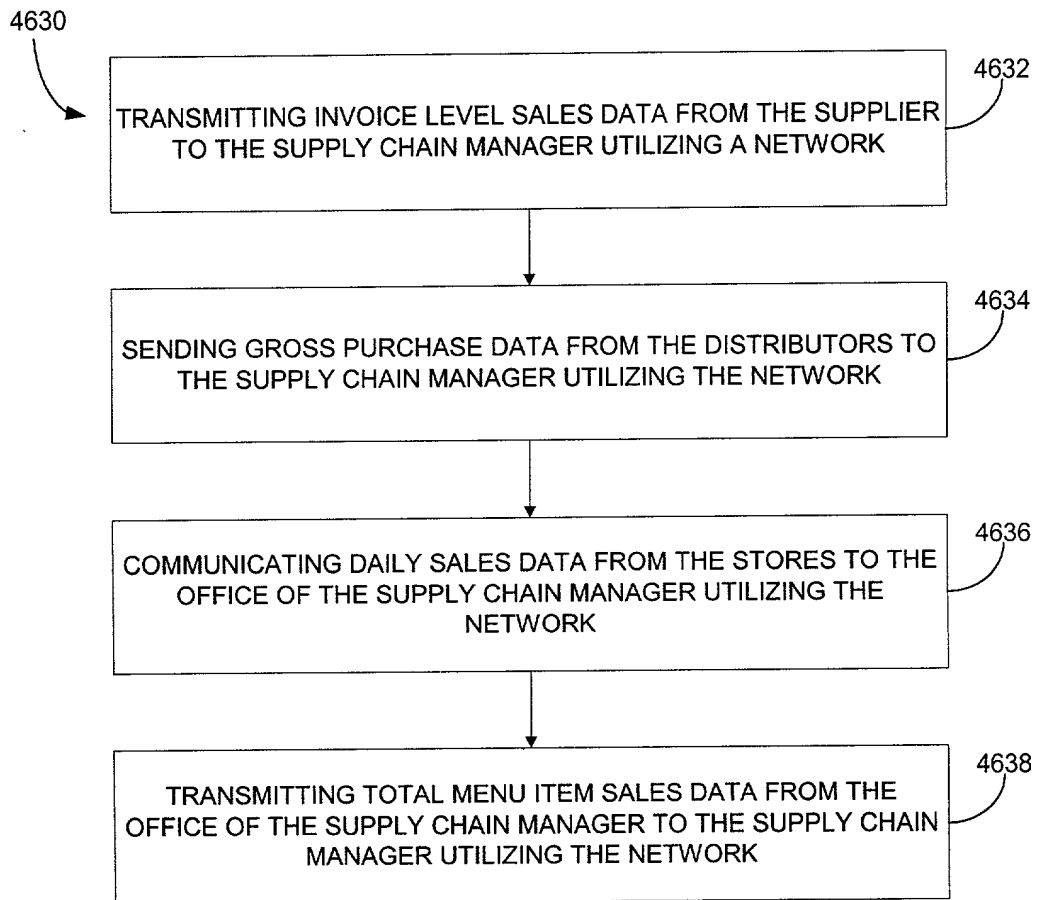 4630
4632
TRANSMITTING INVOICE LEVEL SALES DATA FROM THE SUPPLIER
TO THE SUPPLY CHAIN MANAGER UTILIZING A NETWORK
4634
SENDING GROSS PURCHASE DATA FROM THE DISTRIBUTORS TO
THE SUPPLY CHAIN MANAGER UTILIZING THE NETWORK
4636
COMMUNICATING DAILY SALES DATA FROM THE STORES TO THE
OFFICE OF THE SUPPLY CHAIN MANAGER UTILIZING THE
NETWORK
4638
TRANSMITTING TOTAL MENU ITEM SALES DATA FROM THE
OFFICE OF THE SUPPLY CHAIN MANAGER TO THE SUPPLY CHAIN
MANAGER UTILIZING THE NETWORK